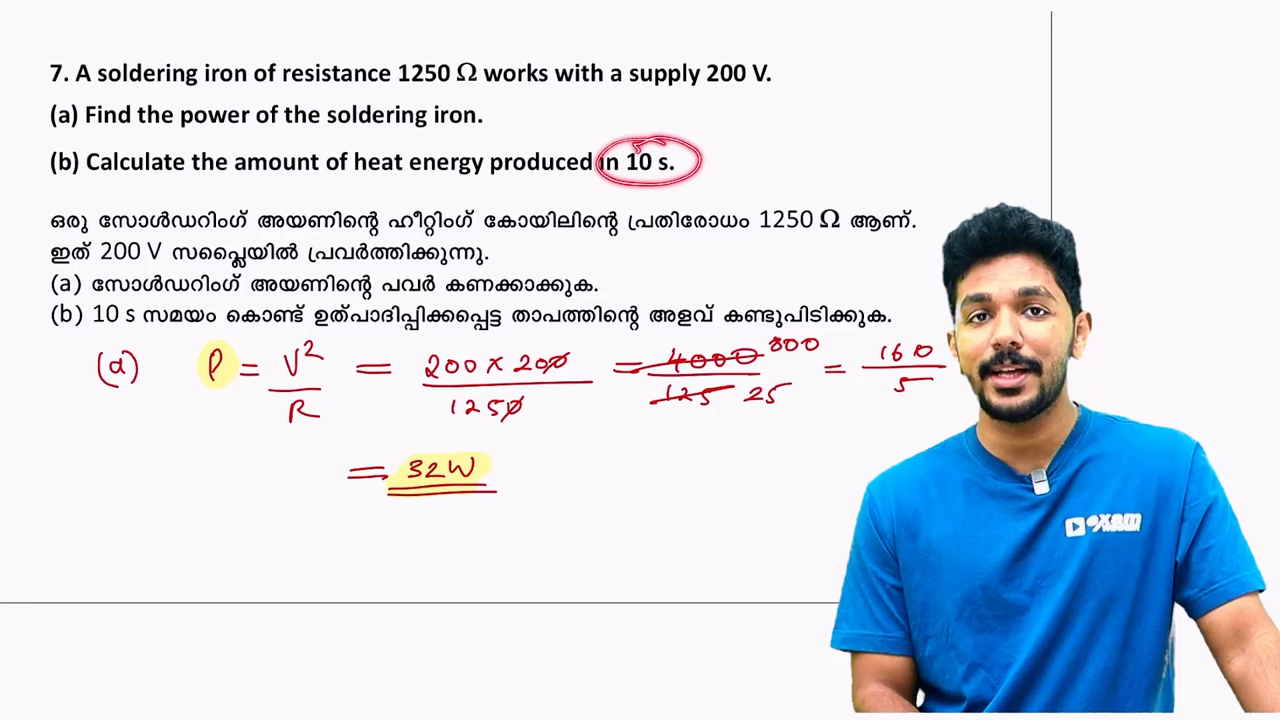 7. A soldering iron of resistance 1250 Ω works with a supply 200 V.
(a) Find the power of the soldering iron.
(b) Calculate the amount of heat energy produced in 10 s.
ഒരു സോൾഡറിംഗ് അയണിന്റെ ഹീറ്റിംഗ് കോയിലിന്റെ പ്രതിരോധം 1250 Ω ആണ്.
ഇത് 200 V സപ്ലൈയിൽ പ്രവർത്തിക്കുന്നു.
(a) സോൾഡറിംഗ് അയണിന്റെ പവർ കണക്കാക്കുക.
(b) 10 s സമയം കൊണ്ട് ഉത്പാദിപ്പിക്കപ്പെട്ട താപത്തിന്റെ അളവ് കണ്ടുപിടിക്കുക.
(a) P = V²/R = 200 x 200/1250 = 4000 800/125 25 = 160/5
= 32W
exam